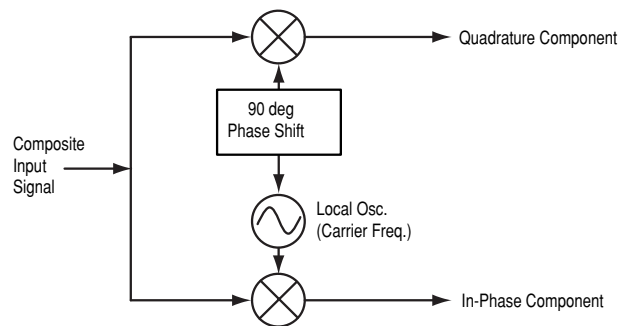 Quadrature Component
90 deg
Phase Shift
Composite
Input
Signal
Local Osc.
(Carrier Freq.)
In-Phase Component